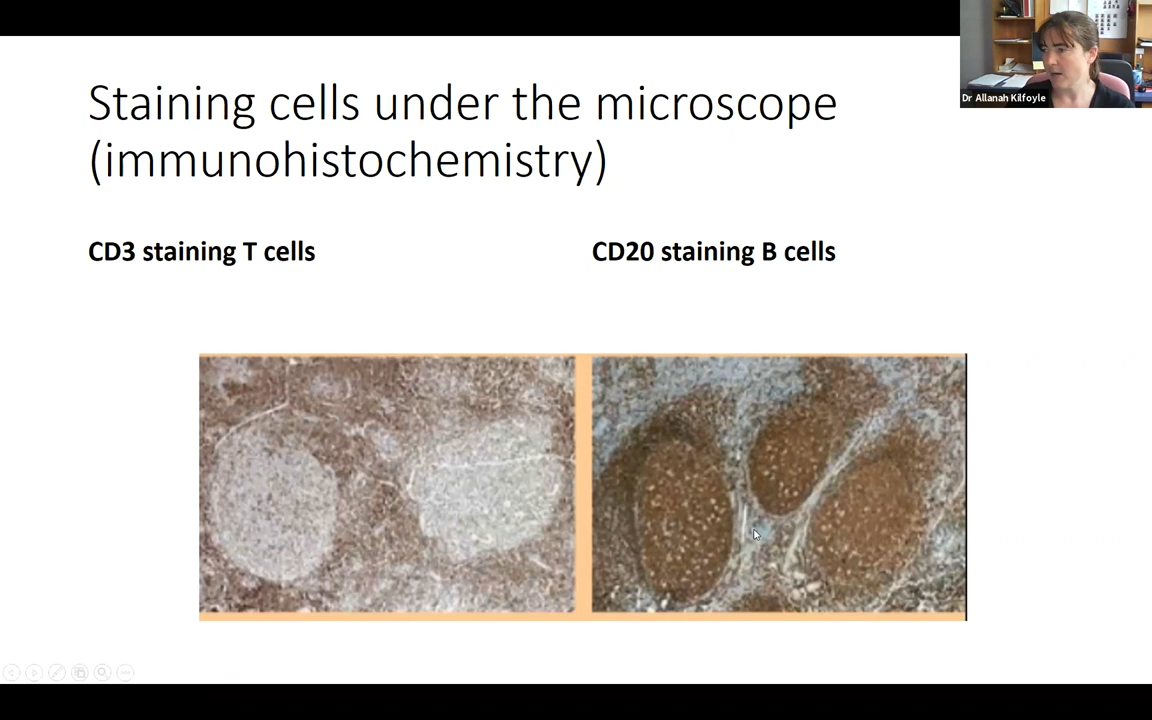 Staining cells under the microscope
(immunohistochemistry)
CD3 staining T cells
CD20 staining B cells
Dr Allanah Kilfoyle